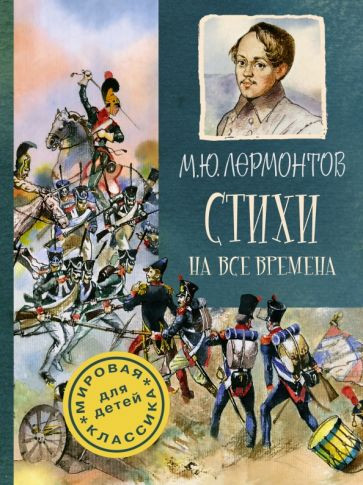 М.Ю. ЛЕРМОНТОВ
СТИХИ
НА ВСЕ ВРЕМЕНА
*МИРОВАЯ*
для
детей
КЛАССИКА